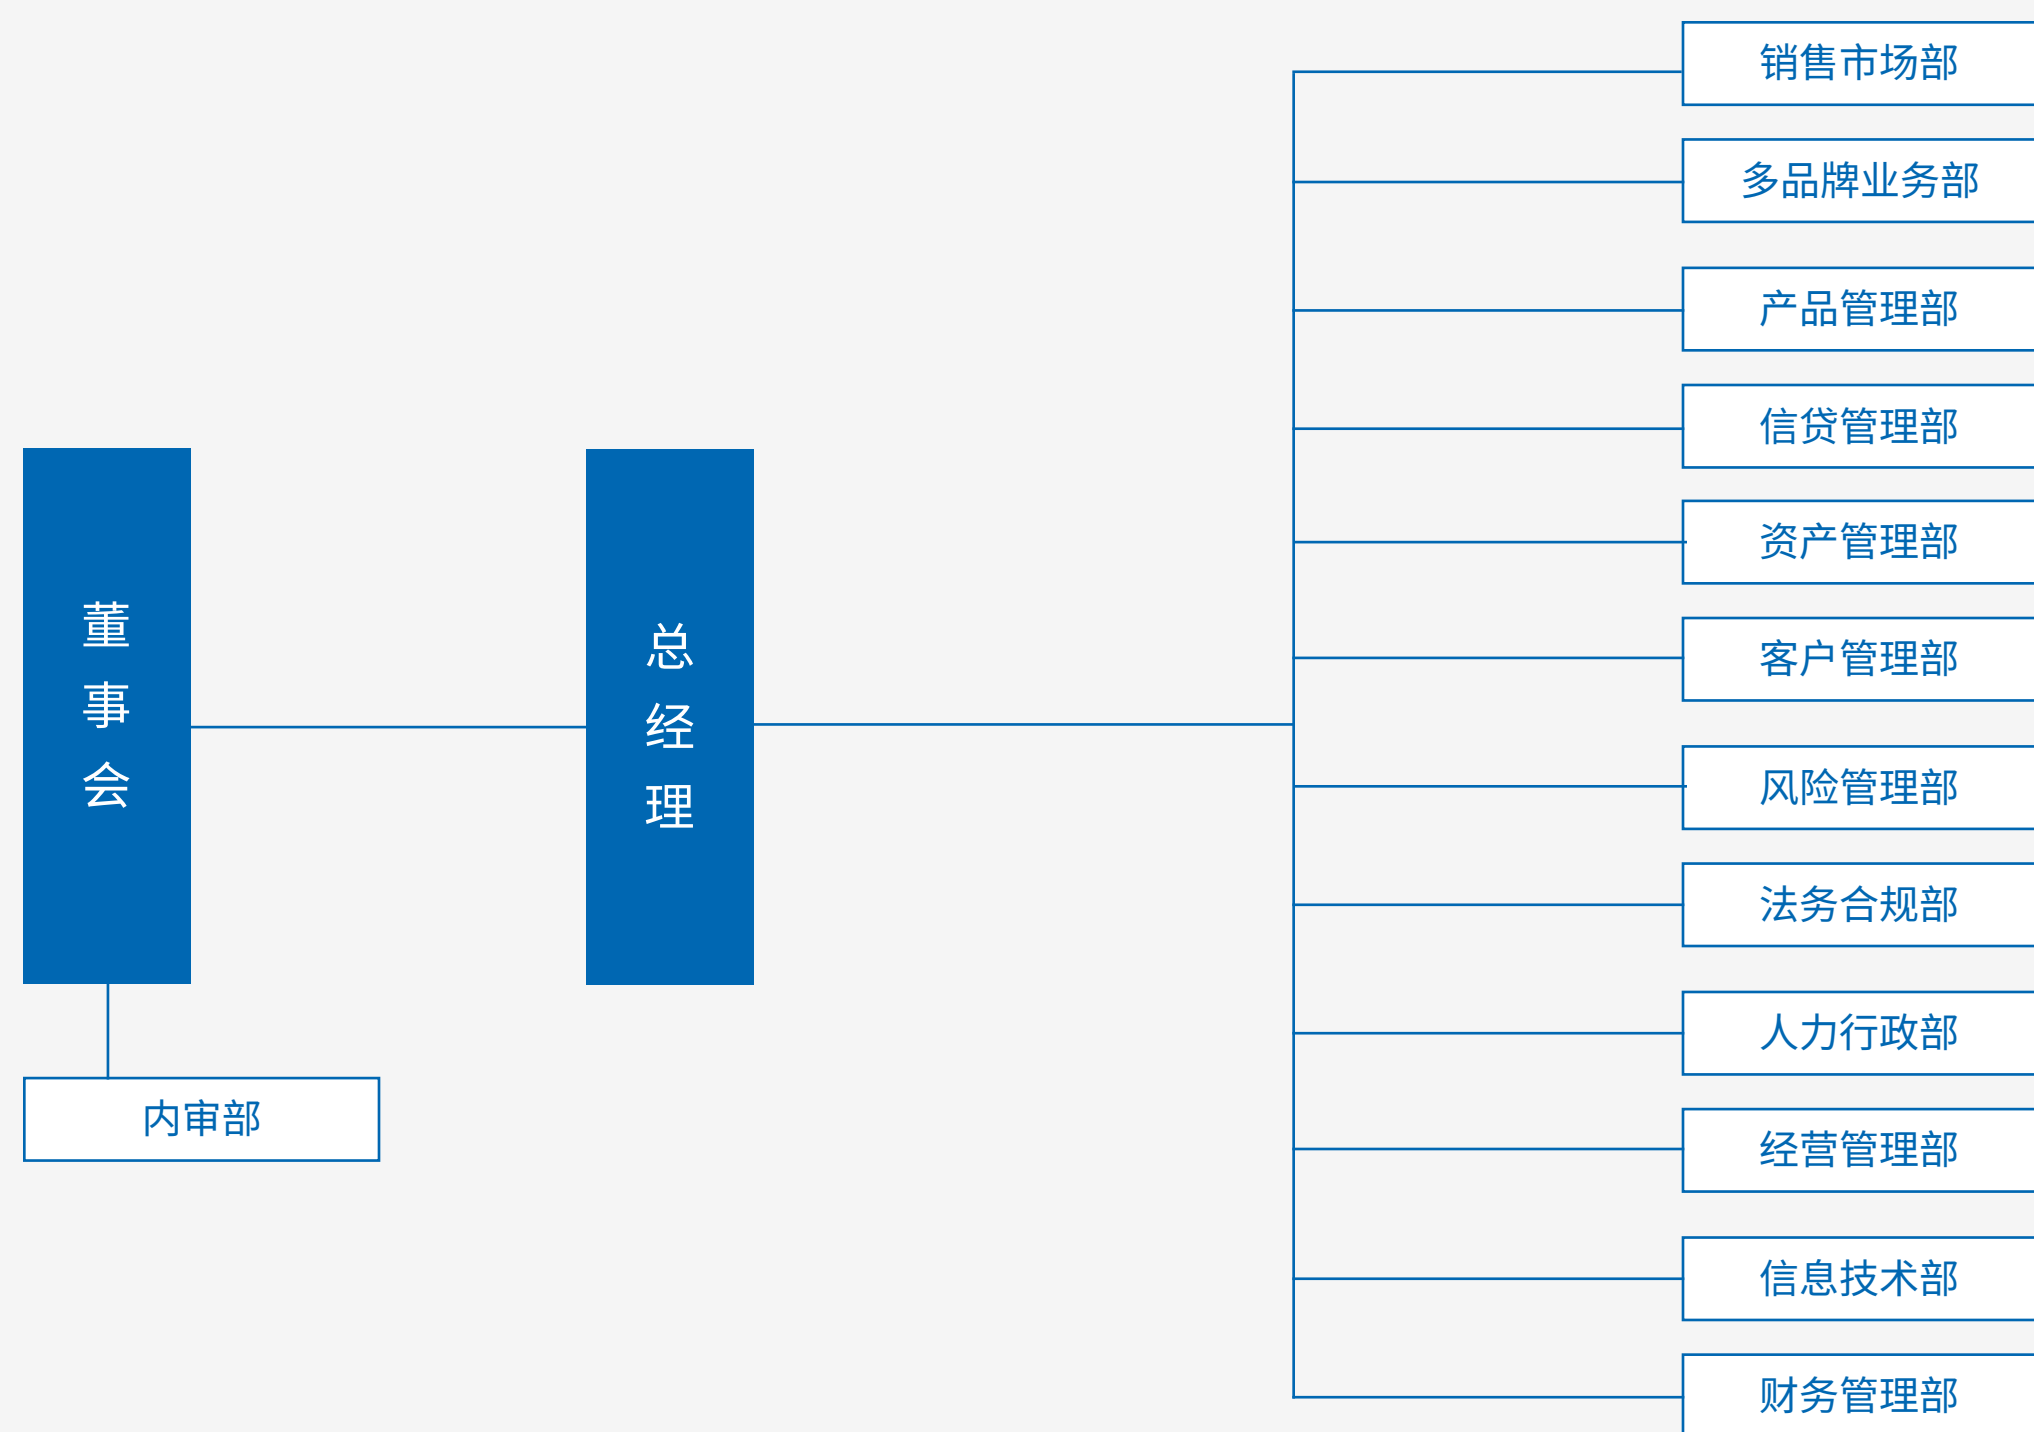 董事会
内审部
总经理
销售市场部
多品牌业务部
产品管理部
信贷管理部
资产管理部
客户管理部
风险管理部
法务合规部
人力行政部
经营管理部
信息技术部
财务管理部